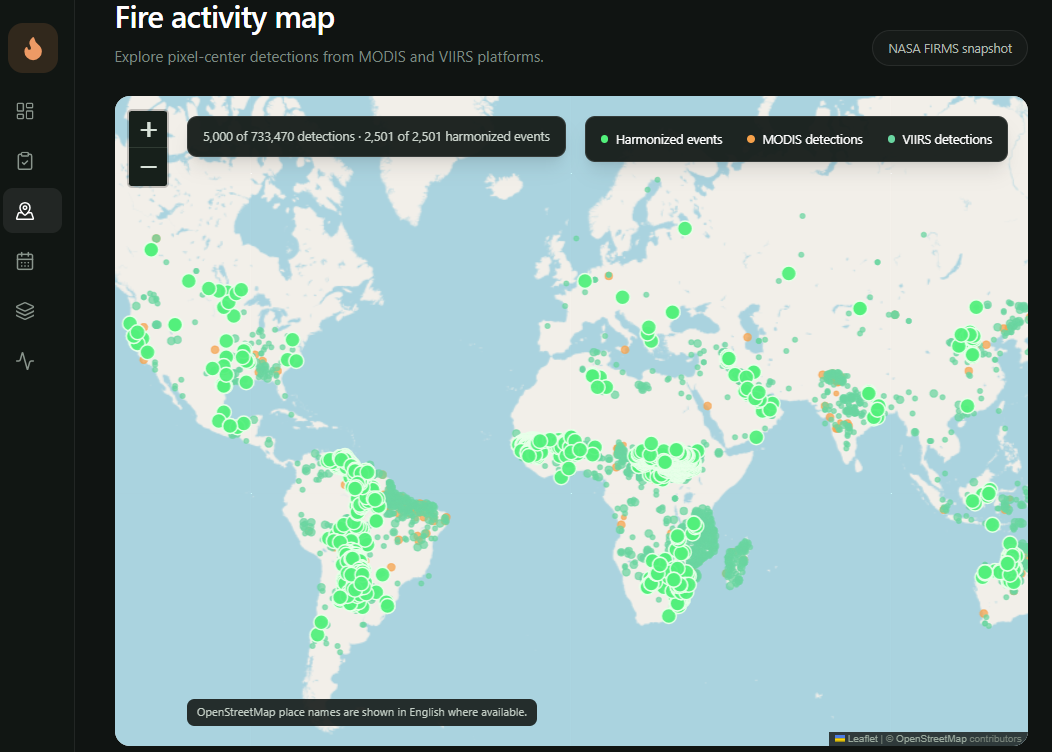 Fire activity map
Explore pixel-center detections from MODIS and VIIRS platforms.
NASA FIRMS snapshot
+
5,000 of 733,470 detections · 2,501 of 2,501 harmonized events
Harmonized events
MODIS detections
VIIRS detections
−
OpenStreetMap place names are shown in English where available.
Leaflet | © OpenStreetMap contributors